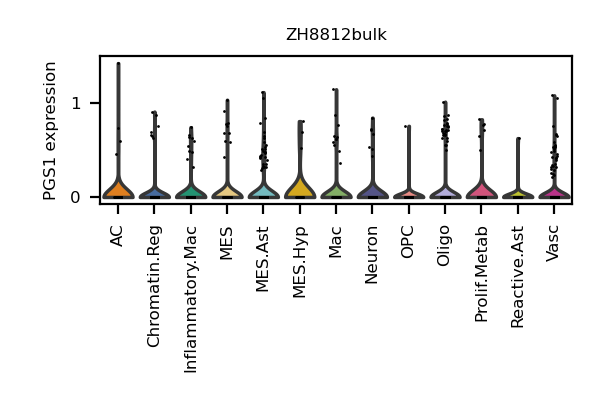 ZH8812bulk
PGS1 expression
1
0
AC
Chromatin.Reg
Inflammatory.Mac
MES
MES.Ast
MES.Hyp
Mac
Neuron
OPC
Oligo
Prolif.Metab
Reactive.Ast
Vasc